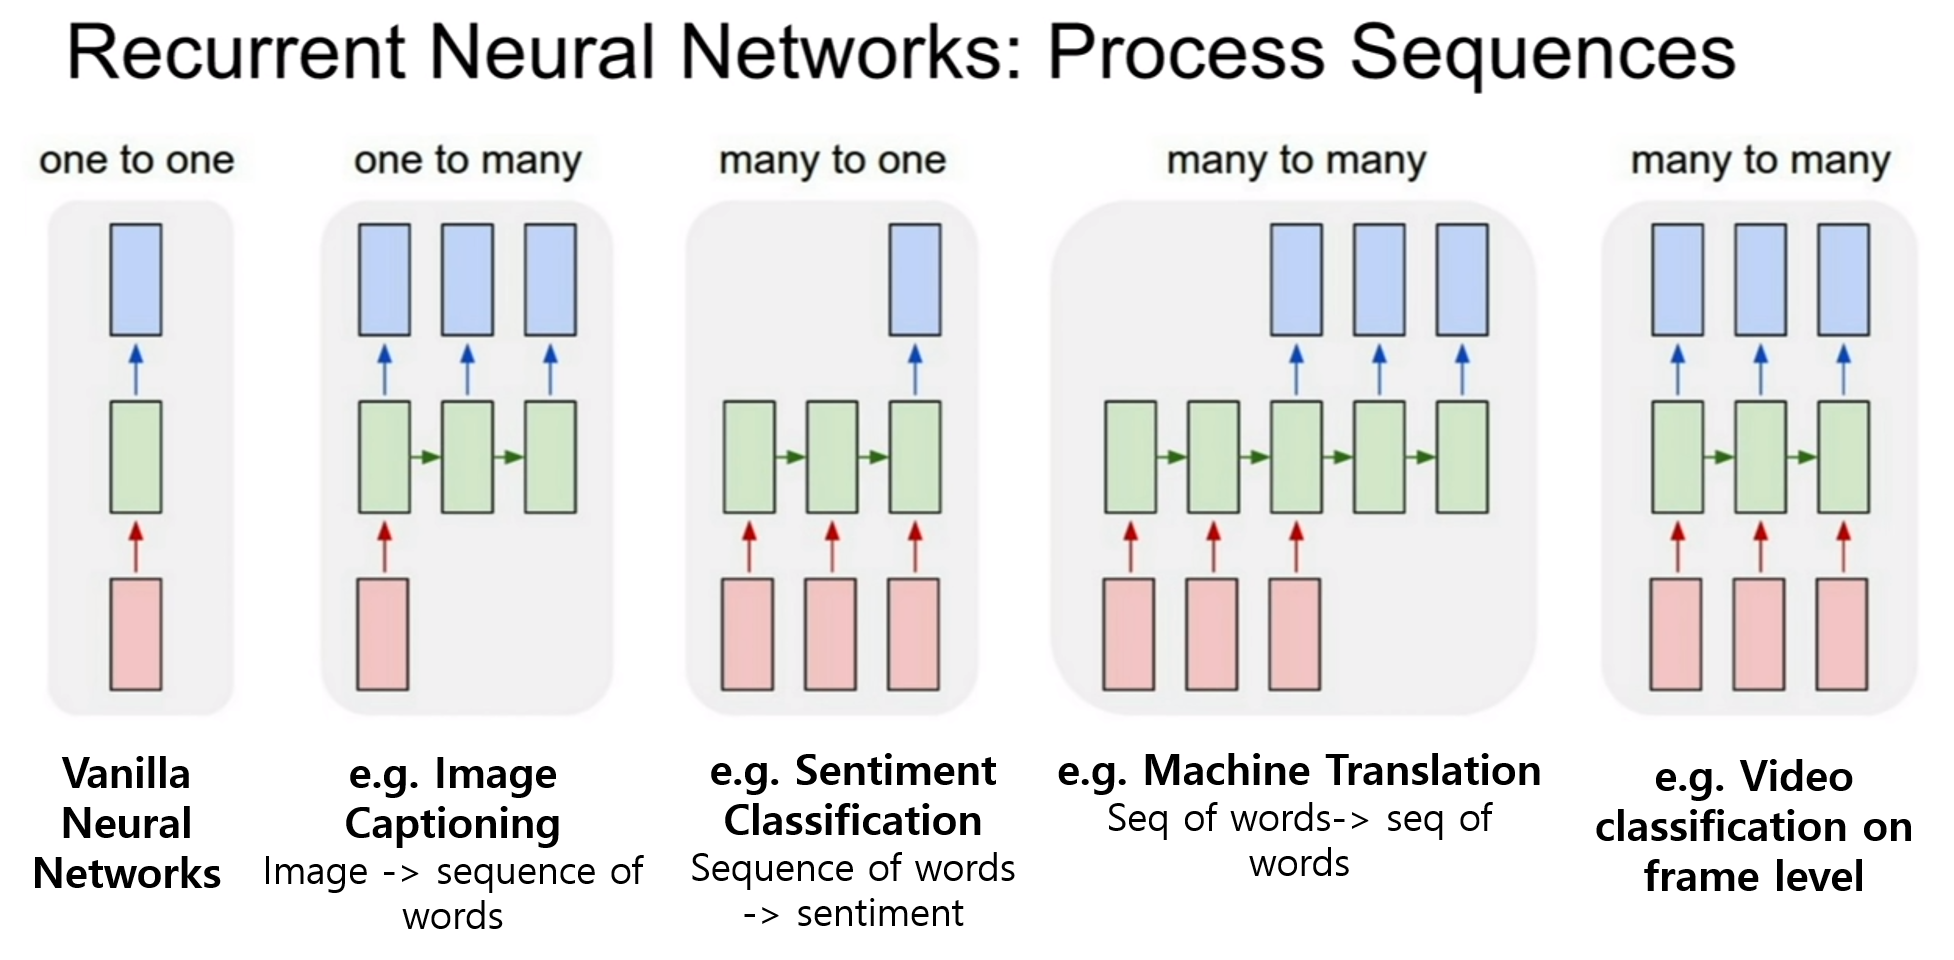 Recurrent Neural Networks: Process Sequences
one to one
one to many
many to one
many to many
many to many
Vanilla
Neural
Networks
e.g. Image
Captioning
Image -> sequence of
words
e.g. Sentiment
Classification
Sequence of words
-> sentiment
e.g. Machine Translation
Seq of words-> seq of
words
e.g. Video
classification on
frame level